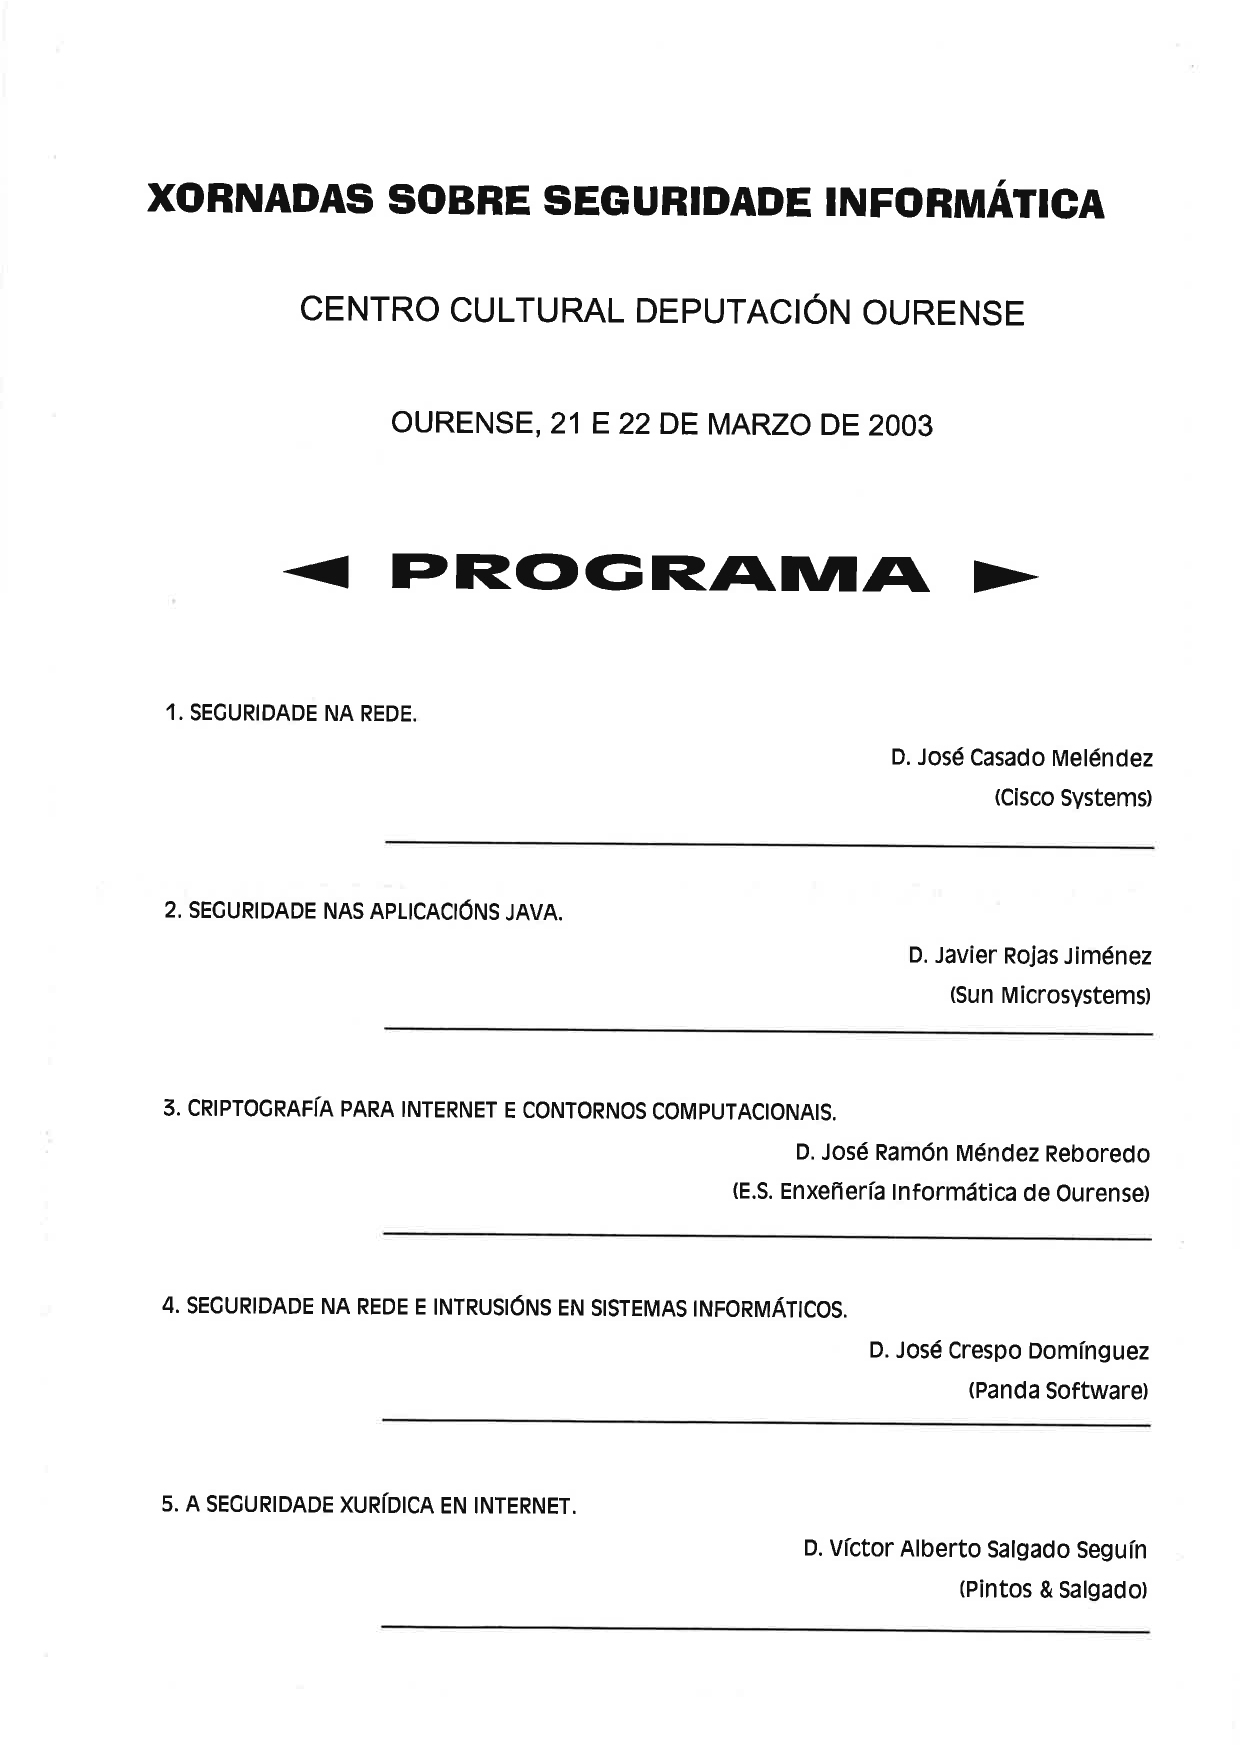 XORNADAS SOBRE SEGURIDADE INFORMÁTICA
CENTRO CULTURAL DEPUTACIÓN OURENSE
OURENSE, 21 E 22 DE MARZO DE 2003
PROGRAMA
1. SEGURIDADE NA REDE.
D. José Casado Meléndez
(Cisco Systems)
2. SEGURIDADE NAS APLICACIÓNS JAVA.
D. Javier Rojas Jiménez
(Sun Microsystems)
3. CRIPTOGRAFÍA PARA INTERNET E CONTORNOS COMPUTACIONAIS.
D. José Ramón Méndez Reboredo
(E.S. Enxeñería Informática de Ourense)
4. SEGURIDADE NA REDE E INTRUSIÓNS EN SISTEMAS INFORMÁTICOS.
D. José Crespo Domínguez
(Panda Software)
5. A SEGURIDADE XURÍDICA EN INTERNET.
D. Víctor Alberto Salgado Seguín
(Pintos & Salgado)